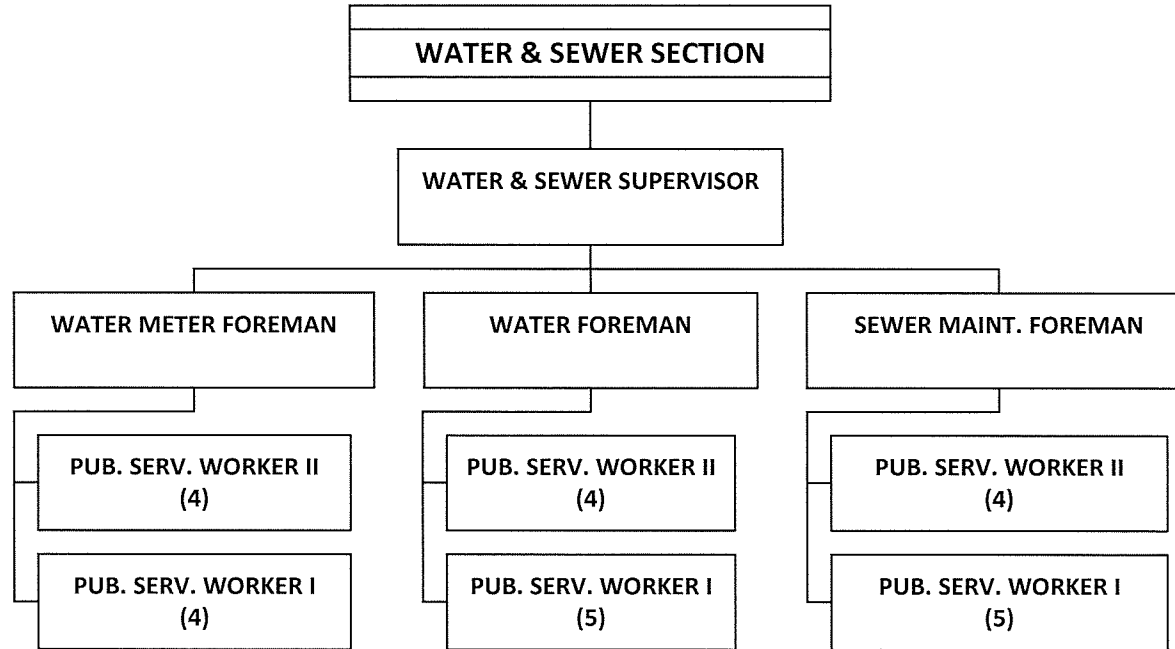 WATER & SEWER SECTION
WATER & SEWER SUPERVISOR
WATER METER FOREMAN
WATER FOREMAN
SEWER MAINT. FOREMAN
PUB. SERV. WORKER II
(4)
PUB. SERV. WORKER II
(4)
PUB. SERV. WORKER II
(4)
PUB. SERV. WORKER I
(4)
PUB. SERV. WORKER I
(5)
PUB. SERV. WORKER I
(5)